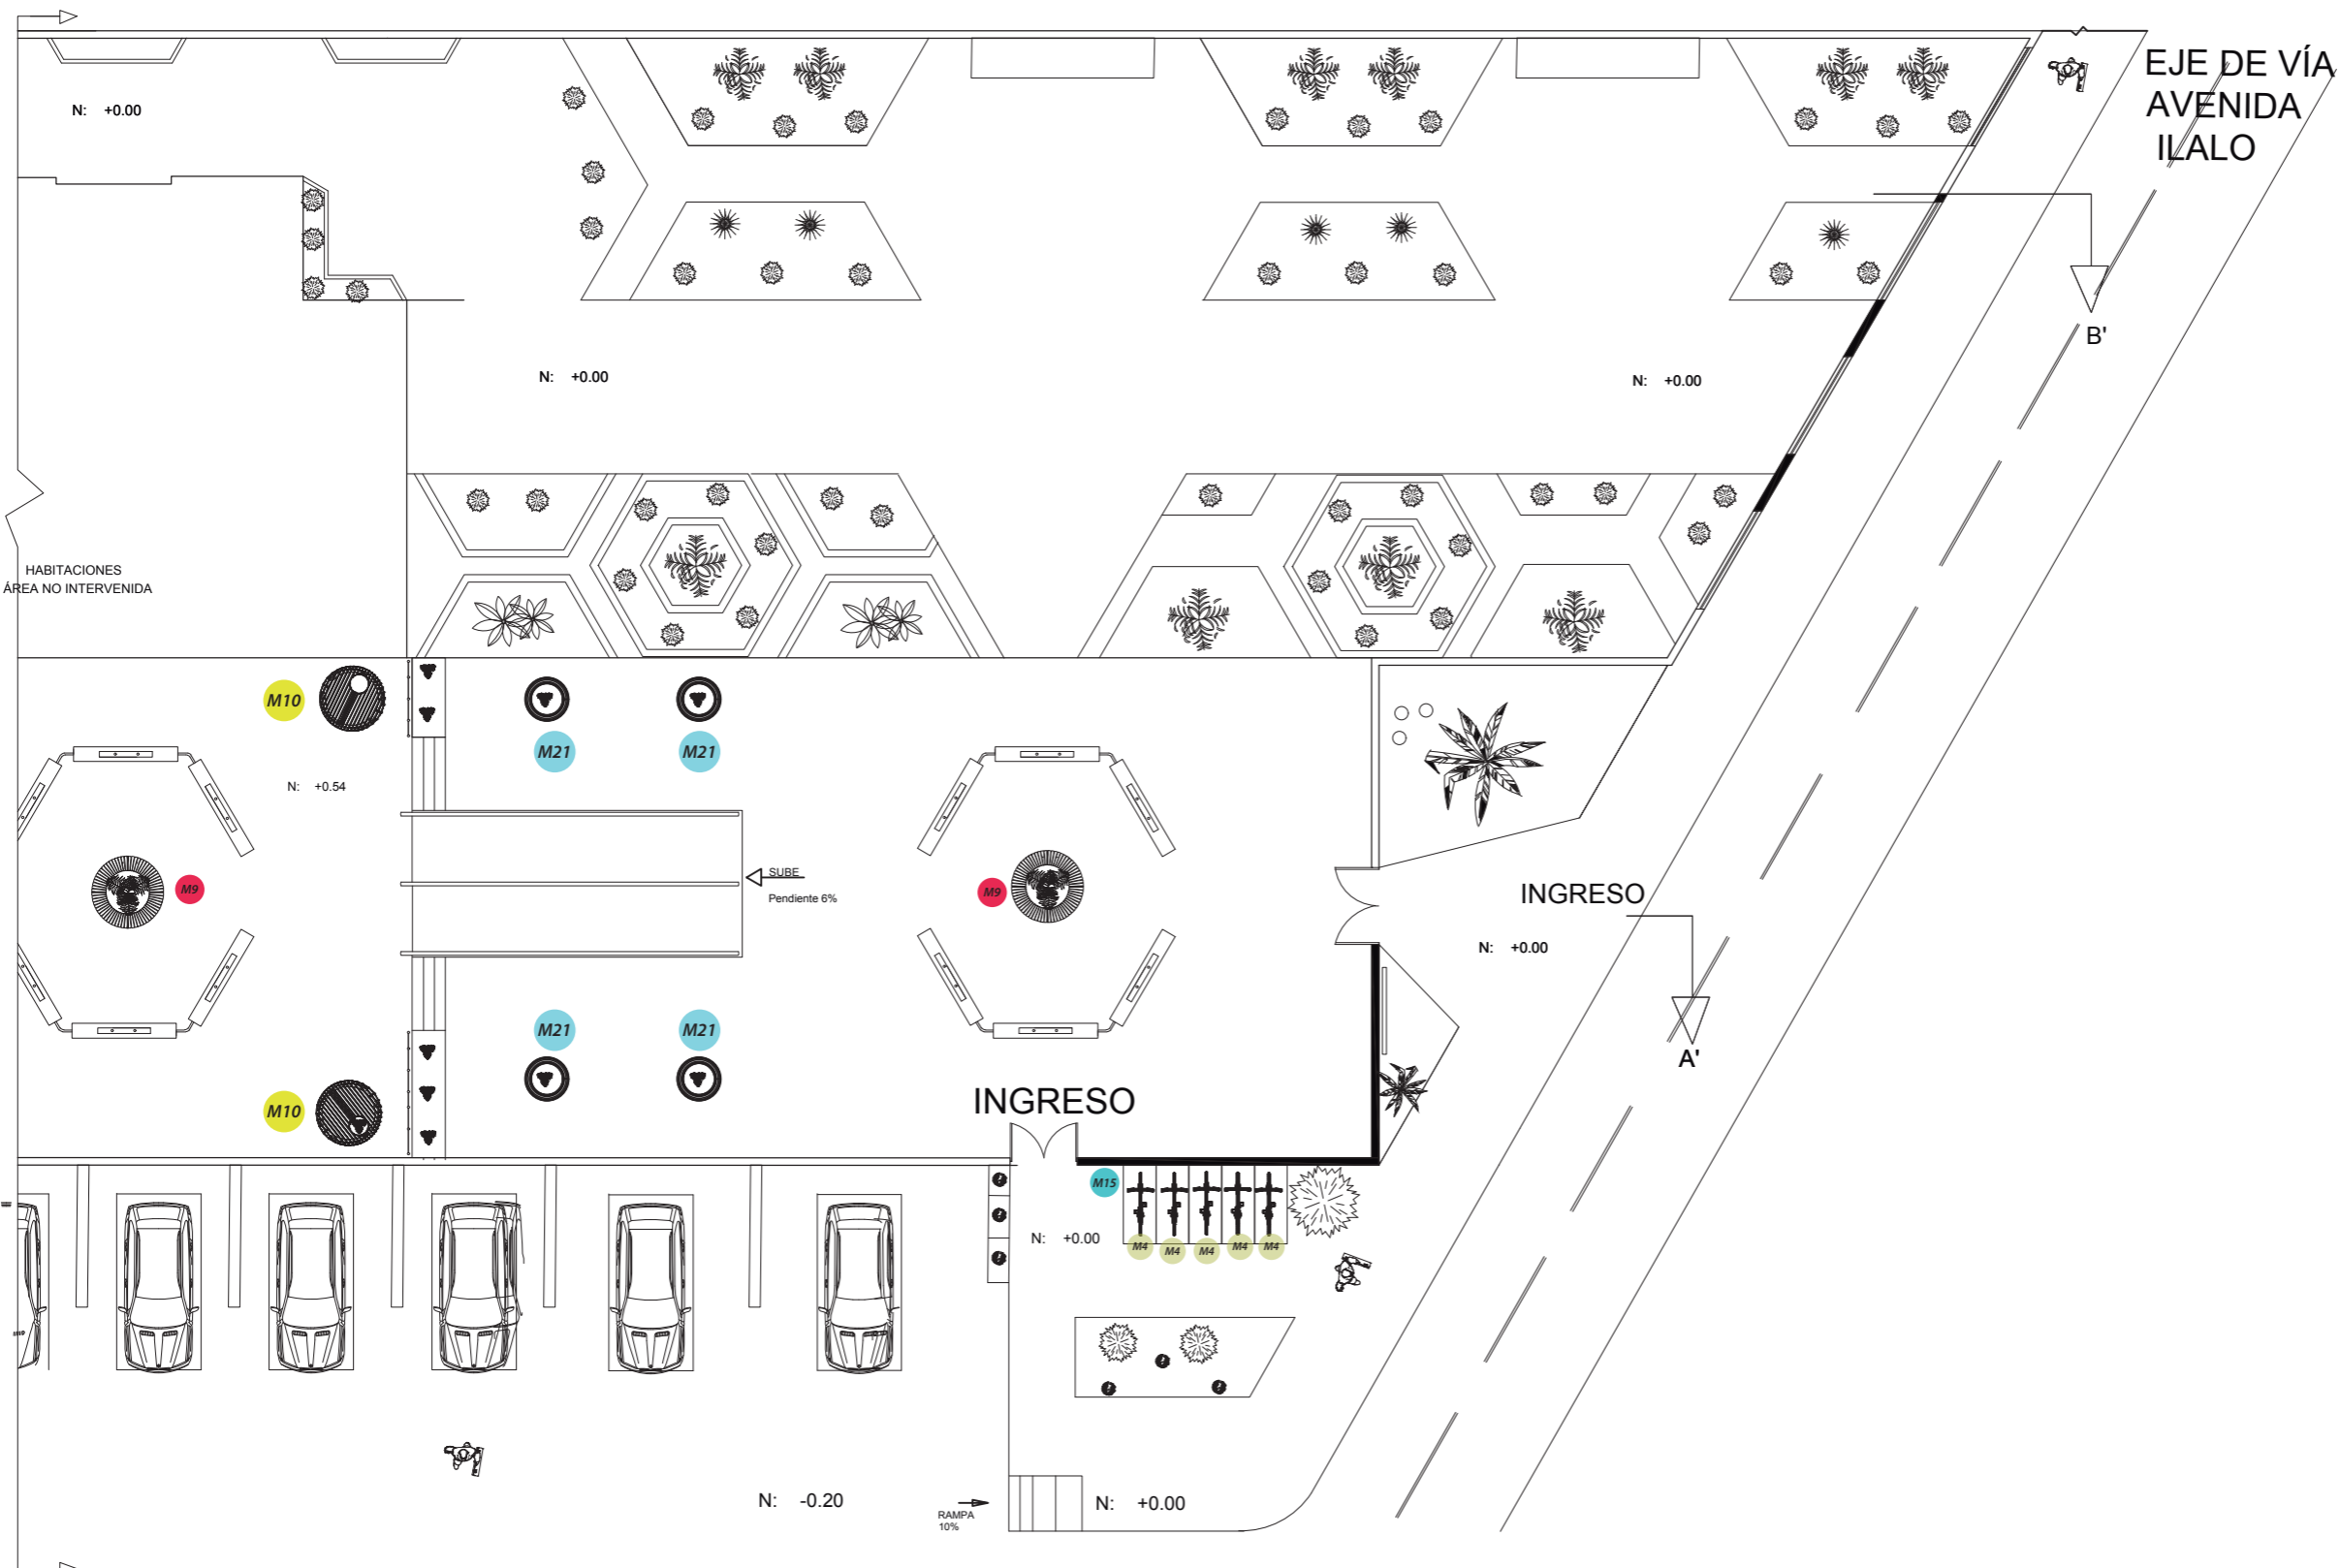 EJE DE VÍA
AVENIDA
ILALO
N: +0.00
B'
N: +0.00
N: +0.00
HABITACIONES
ÁREA NO INTERVENIDA
M10
M21
M21
N: +0.54
SUBE
Pendiente 6%
M9
M9
INGRESO
N: +0.00
M21
M21
A'
INGRESO
M10
M15
N: +0.00
M4
M4
M4
M4
M4
N: -0.20
RAMPA
10%
N: +0.00